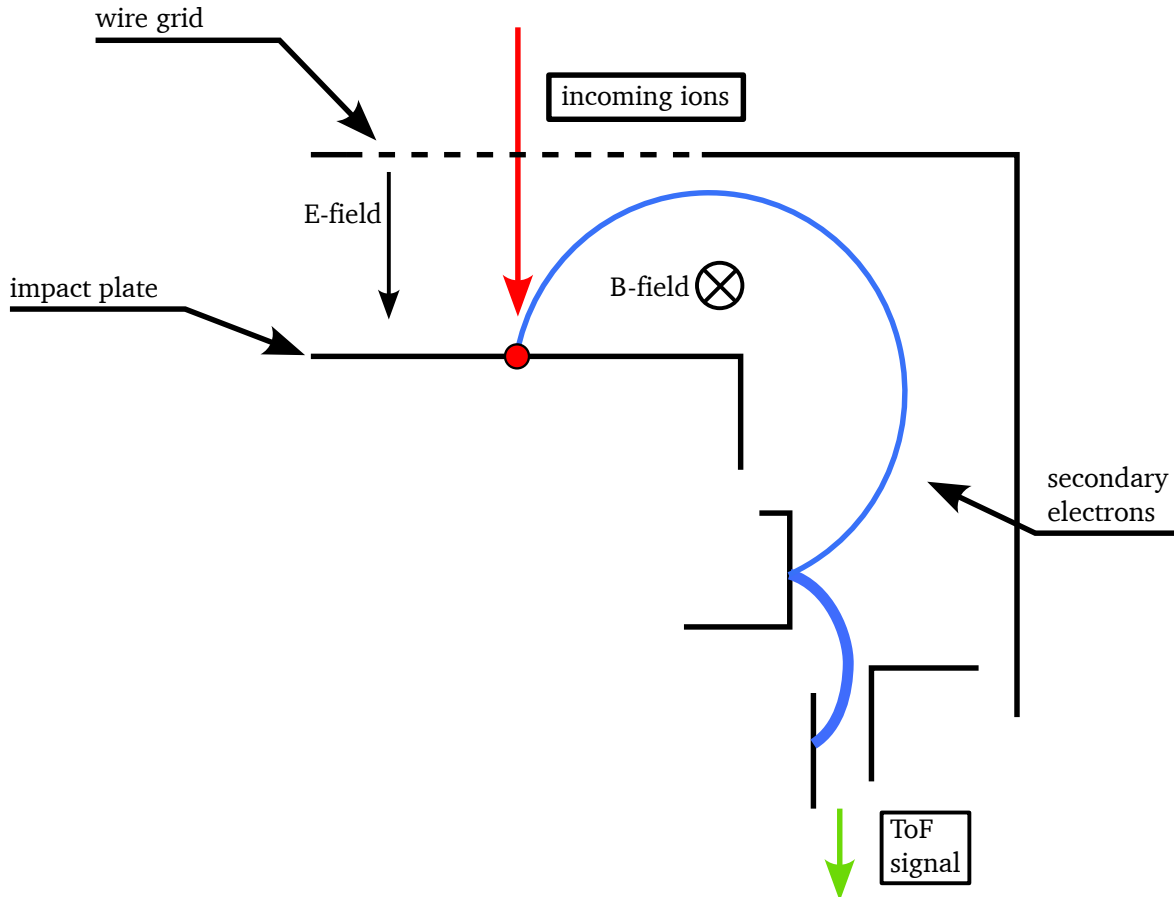 wire grid
incoming ions
E-field
B-field
impact plate
secondary
electrons
ToF
signal